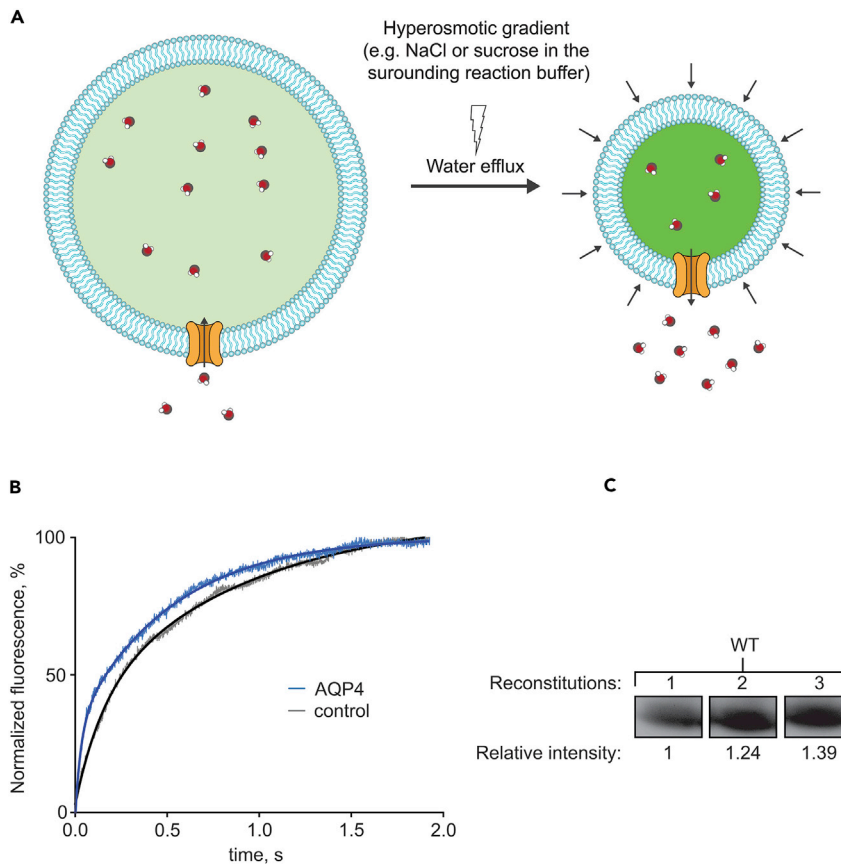 A
Hyperosmotic gradient
(e.g. NaCl or sucrose in the
surounding reaction buffer)
Water efflux
B
Normalized fluorescence, %
100
50
0
0.0
0.5
1.0
1.5
2.0
time, s
AQP4
control
C
WT
Reconstitutions: 1 2 3
Relative intensity: 1 1.24 1.39